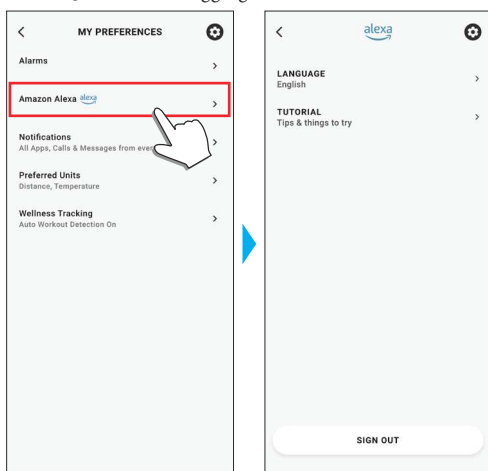 MY PREFERENCES
Alarms
Amazon Alexa alexa
Notifications
All Apps, Calls & Messages from
Preferred Units
Distance, Temperature
Wellness Tracking
Auto Workout Detection On
alexa
LANGUAGE
English
TUTORIAL
Tips & things to try
SIGN OUT